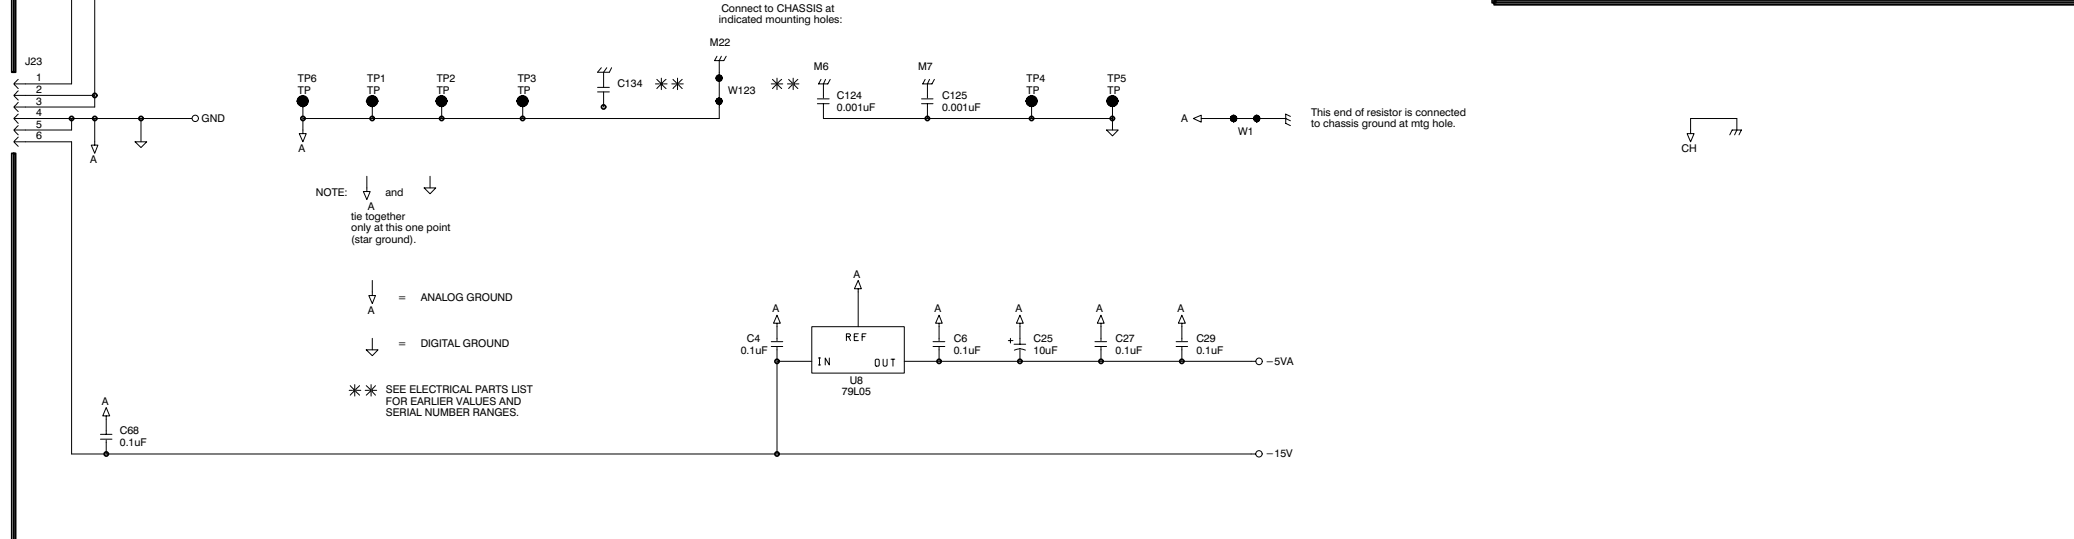 Connect to CHASSIS at
indicated mounting holes:
J23
1
2
3
4
5
6
GND
A
TP6
TP
A
TP1
TP
TP2
TP
TP3
TP
C134
**
M22
W123
**
M6
C124
0.001uF
M7
C125
0.001uF
TP4
TP
TP5
TP
A
W1
This end of resistor is connected
to chassis ground at mtg hole.
CH
NOTE: A and
tie together
only at this one point
(star ground).
A = ANALOG GROUND
= DIGITAL GROUND
** SEE ELECTRICAL PARTS LIST
FOR EARLIER VALUES AND
SERIAL NUMBER RANGES.
A
C4
0.1uF
A
REF
IN OUT
U8
79L05
A
C6
0.1uF
A
+
C25
10uF
A
C27
0.1uF
A
C29
0.1uF
−5VA
A
C68
0.1uF
−15V